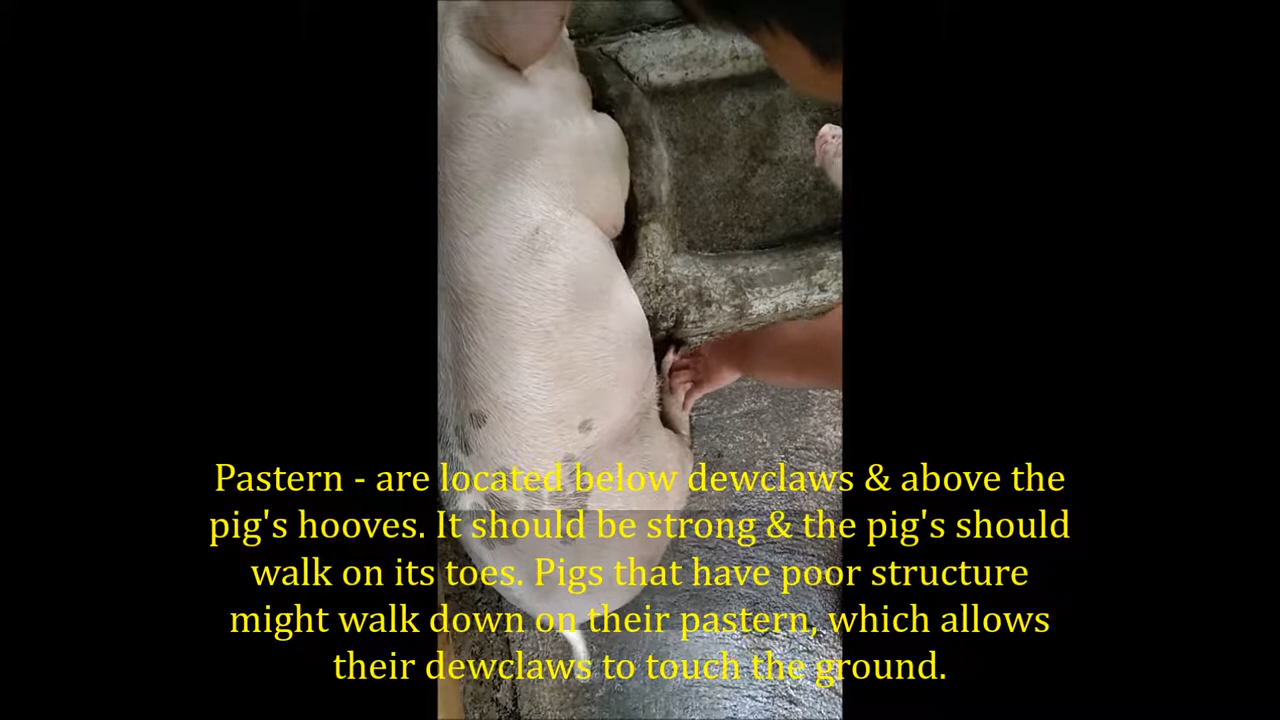 Pastern - are located below dewclaws & above the
pig's hooves. It should be strong & the pig's should
walk on its toes. Pigs that have poor structure
might walk down on their pastern, which allows
their dewclaws to touch the ground.